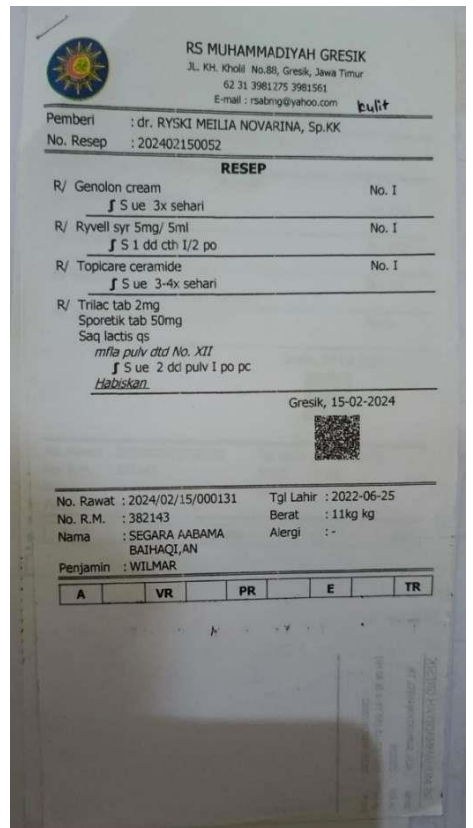 RS MUHAMMADIYAH GRESIK
JL. KH. Kholil No.88, Gresik, Jawa Timur
62 31 3981275 3981561
E-mail : rsabmg@yahoo.com
kulit
Pemberi : dr. RYSKI MEILIA NOVARINA, Sp.KK
No. Resep : 202402150052
RESEP
R/ Genolon cream No. I
∫ S ue 3x sehari
R/ Ryvell syr 5mg/ 5ml No. I
∫ S 1 dd cth I/2 po
R/ Topicare ceramide No. I
∫ S ue 3-4x sehari
R/ Trilac tab 2mg
Sporetik tab 50mg
Saq lactis qs
mfla pulv dtd No. XII
∫ S ue 2 dd pulv I po pc
Habiskan
Gresik, 15-02-2024
No. Rawat : 2024/02/15/000131 Tgl Lahir : 2022-06-25
No. R.M. : 382143 Berat : 11kg kg
Nama : SEGARA AABAMA Alergi : -
BAIHAQI,AN
Penjamin : WILMAR
A VR PR E TR